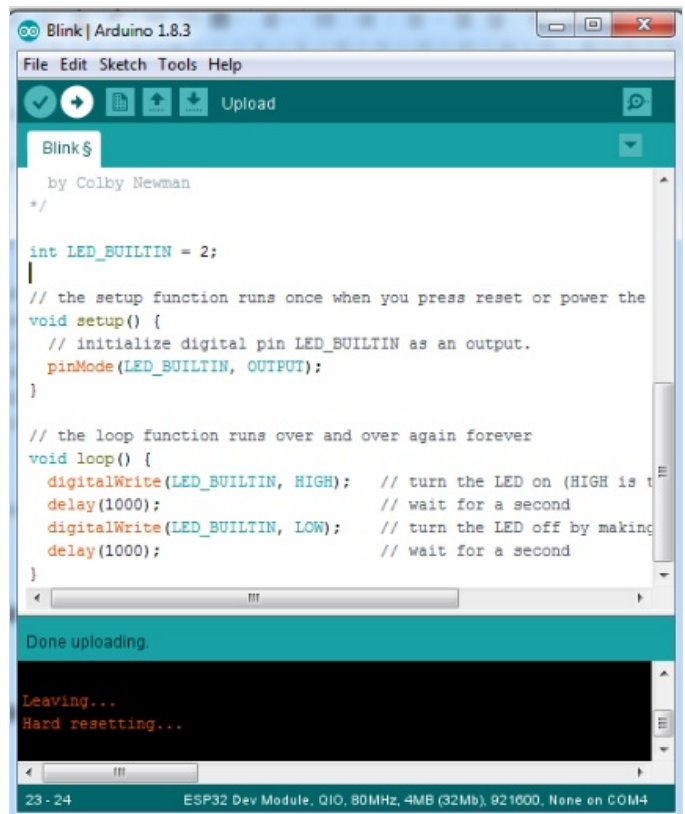 Blink | Arduino 1.8.3
File Edit Sketch Tools Help
Upload
Blink §
by Colby Newman
*/
int LED_BUILTIN = 2;
// the setup function runs once when you press reset or power the
void setup() {
// initialize digital pin LED_BUILTIN as an output.
pinMode(LED_BUILTIN, OUTPUT);
}
// the loop function runs over and over again forever
void loop() {
digitalWrite(LED_BUILTIN, HIGH); // turn the LED on (HIGH is t
delay(1000); // wait for a second
digitalWrite(LED_BUILTIN, LOW); // turn the LED off by making
delay(1000); // wait for a second
}
Done uploading.
Leaving...
Hard resetting...
23 - 24 ESP32 Dev Module, QIO, 80MHz, 4MB (32Mb), 921600, None on COM4